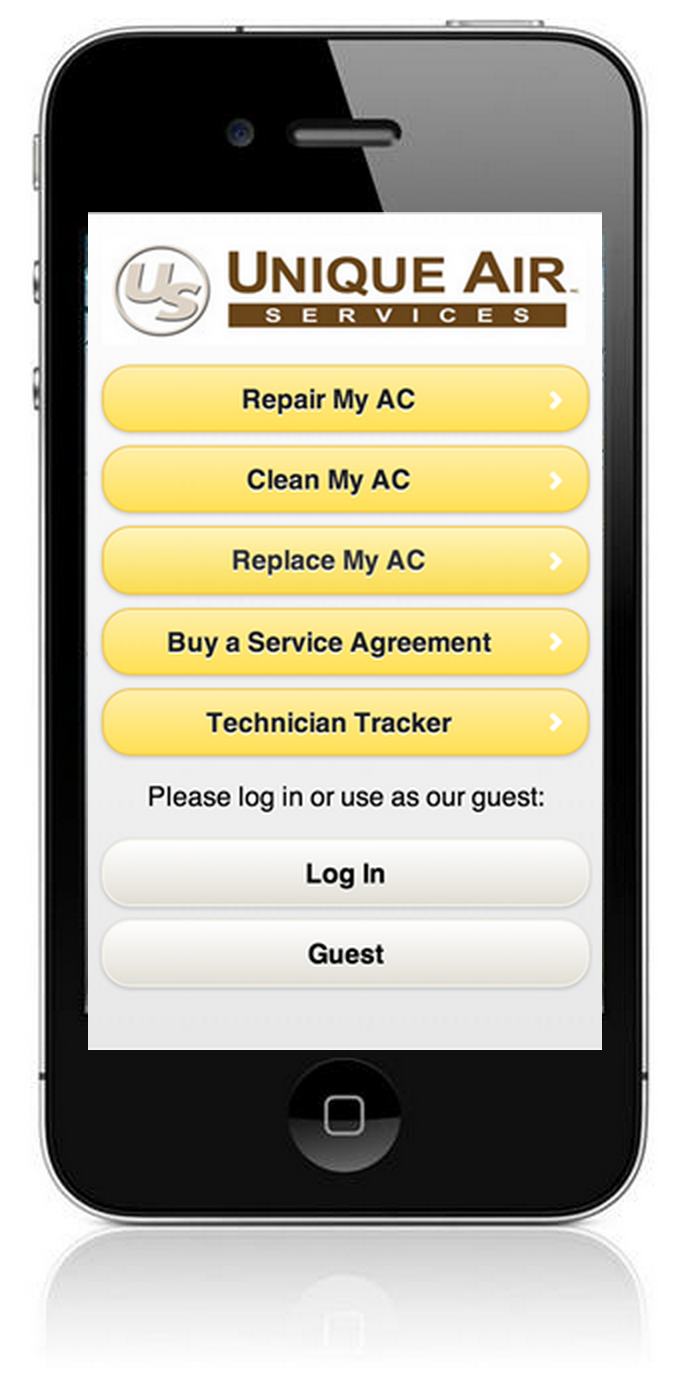 US
UNIQUE AIR
SERVICES
Repair My AC
Clean My AC
Replace My AC
Buy a Service Agreement
Technician Tracker
Please log in or use as our guest:
Log In
Guest